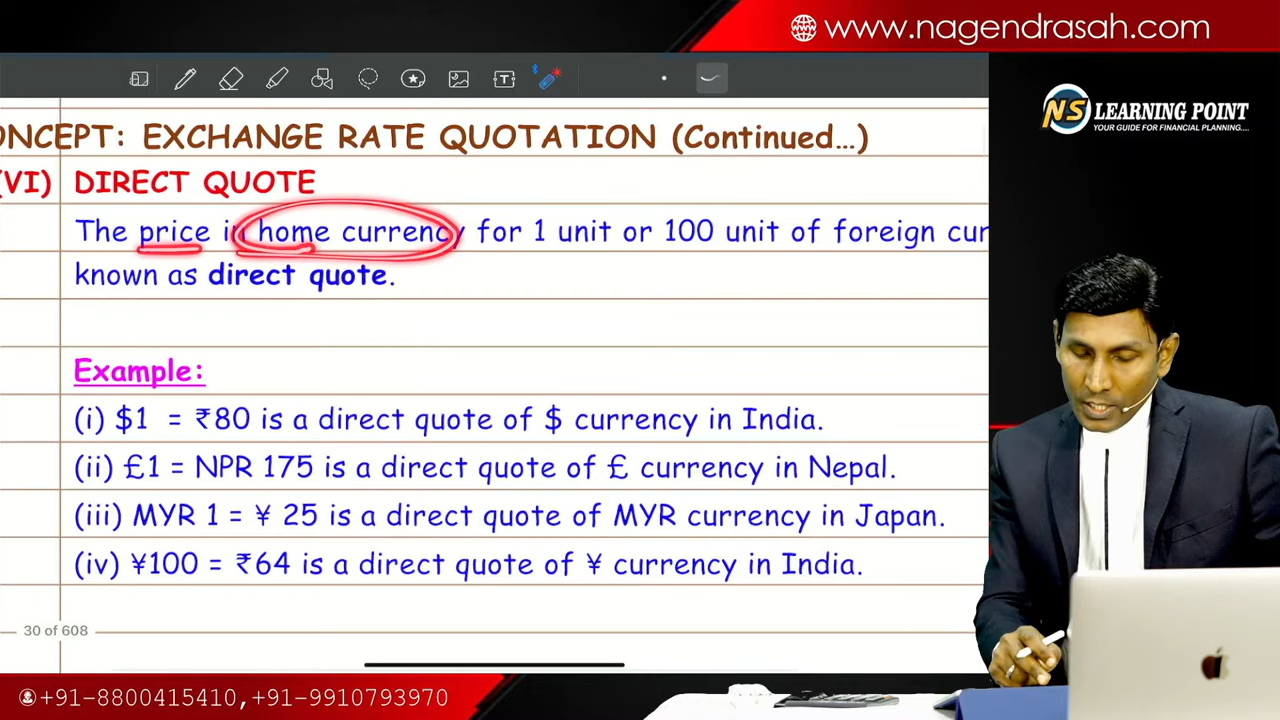 www.nagendrasah.com
NS LEARNING POINT
YOUR GUIDE FOR FINANCIAL PLANNING....
ONCEPT: EXCHANGE RATE QUOTATION (Continued...)
(VI) DIRECT QUOTE
The price in home currency for 1 unit or 100 unit of foreign cur
known as direct quote.
Example:
(i) $1 = ₹80 is a direct quote of $ currency in India.
(ii) £1 = NPR 175 is a direct quote of £ currency in Nepal.
(iii) MYR 1 = ¥ 25 is a direct quote of MYR currency in Japan.
(iv) ¥100 = ₹64 is a direct quote of ¥ currency in India.
30 of 608
+91-8800415410,+91-9910793970